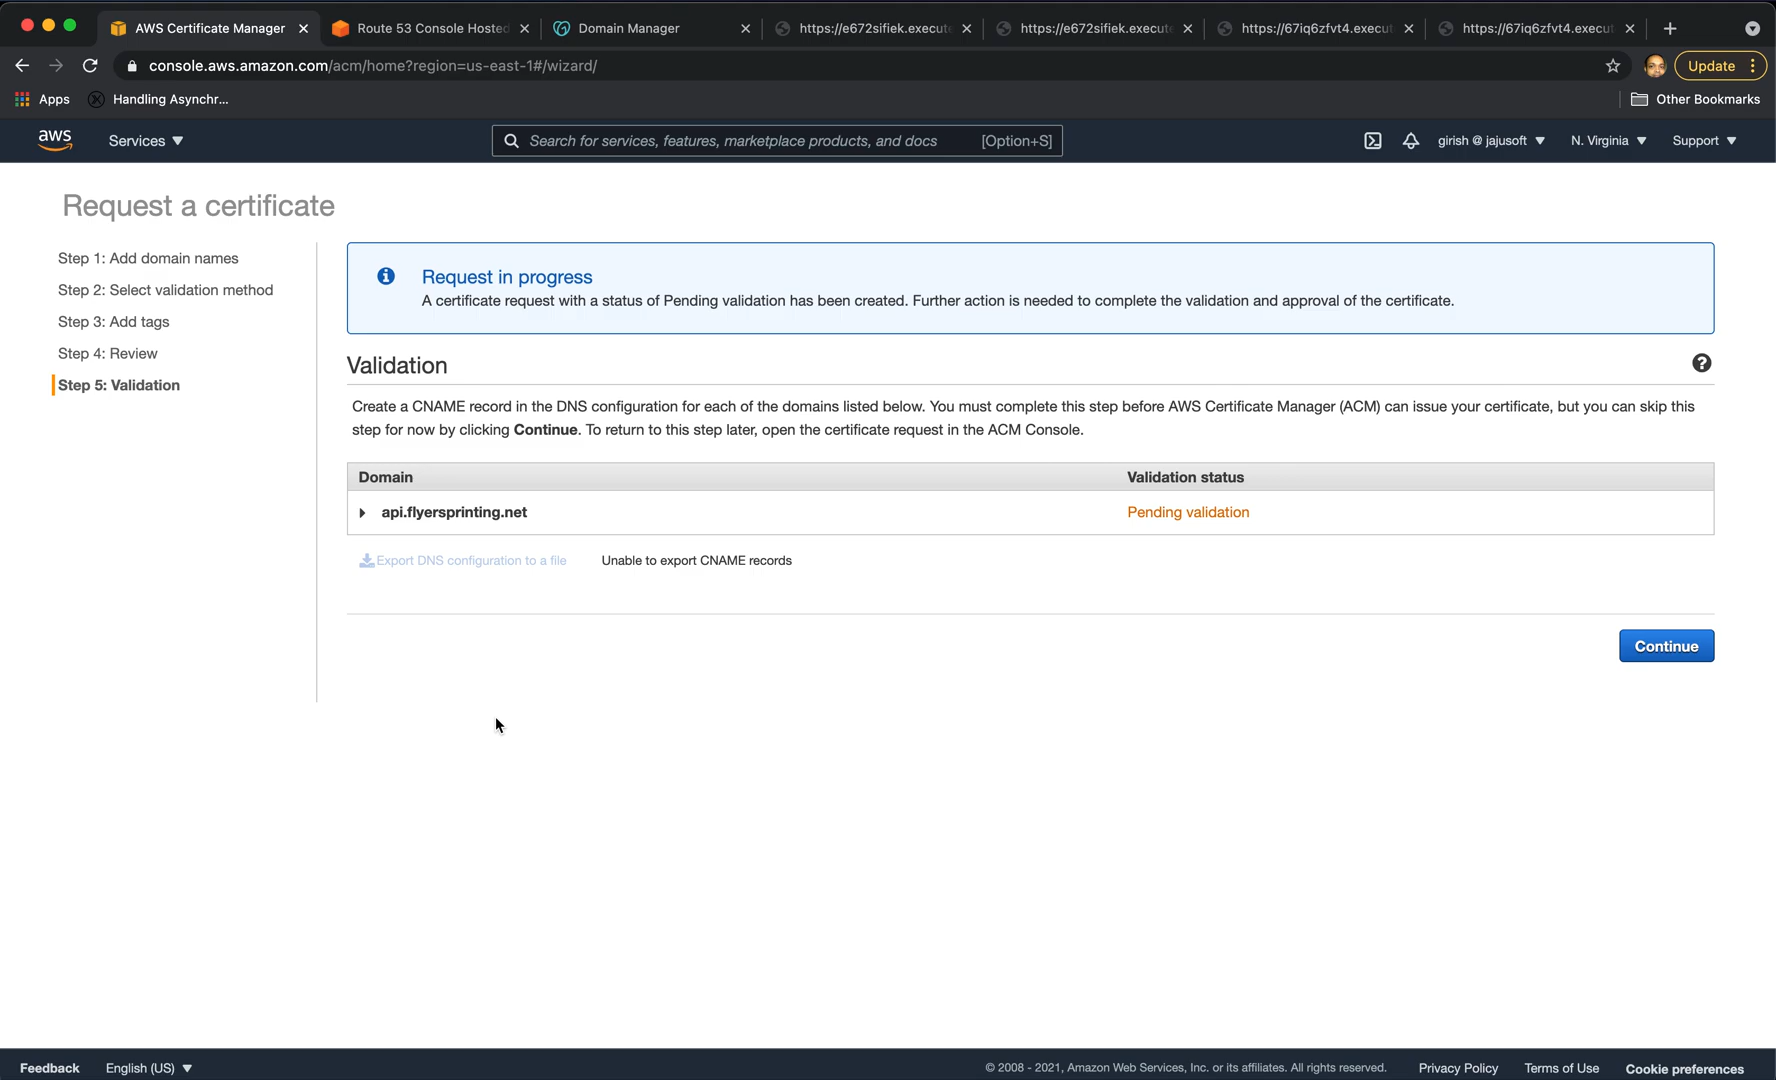 AWS Certificate Manager
Route 53 Console Hosted
Domain Manager
https://e672sifiek.execute
https://e672sifiek.execute
https://67iq6zfvt4.execut
https://67iq6zfvt4.execut
console.aws.amazon.com/acm/home?region=us-east-1#/wizard/
Update
Apps
Handling Asynchr...
Other Bookmarks
aws
Services
Search for services, features, marketplace products, and docs
[Option+S]
girish @ jajusoft
N. Virginia
Support
Request a certificate
Step 1: Add domain names
Step 2: Select validation method
Step 3: Add tags
Step 4: Review
Step 5: Validation
Request in progress
A certificate request with a status of Pending validation has been created. Further action is needed to complete the validation and approval of the certificate.
Validation
Create a CNAME record in the DNS configuration for each of the domains listed below. You must complete this step before AWS Certificate Manager (ACM) can issue your certificate, but you can skip this
step for now by clicking Continue. To return to this step later, open the certificate request in the ACM Console.
Domain
Validation status
api.flyersprinting.net
Pending validation
Export DNS configuration to a file
Unable to export CNAME records
Continue
Feedback
English (US)
© 2008 - 2021, Amazon Web Services, Inc. or its affiliates. All rights reserved.
Privacy Policy
Terms of Use
Cookie preferences